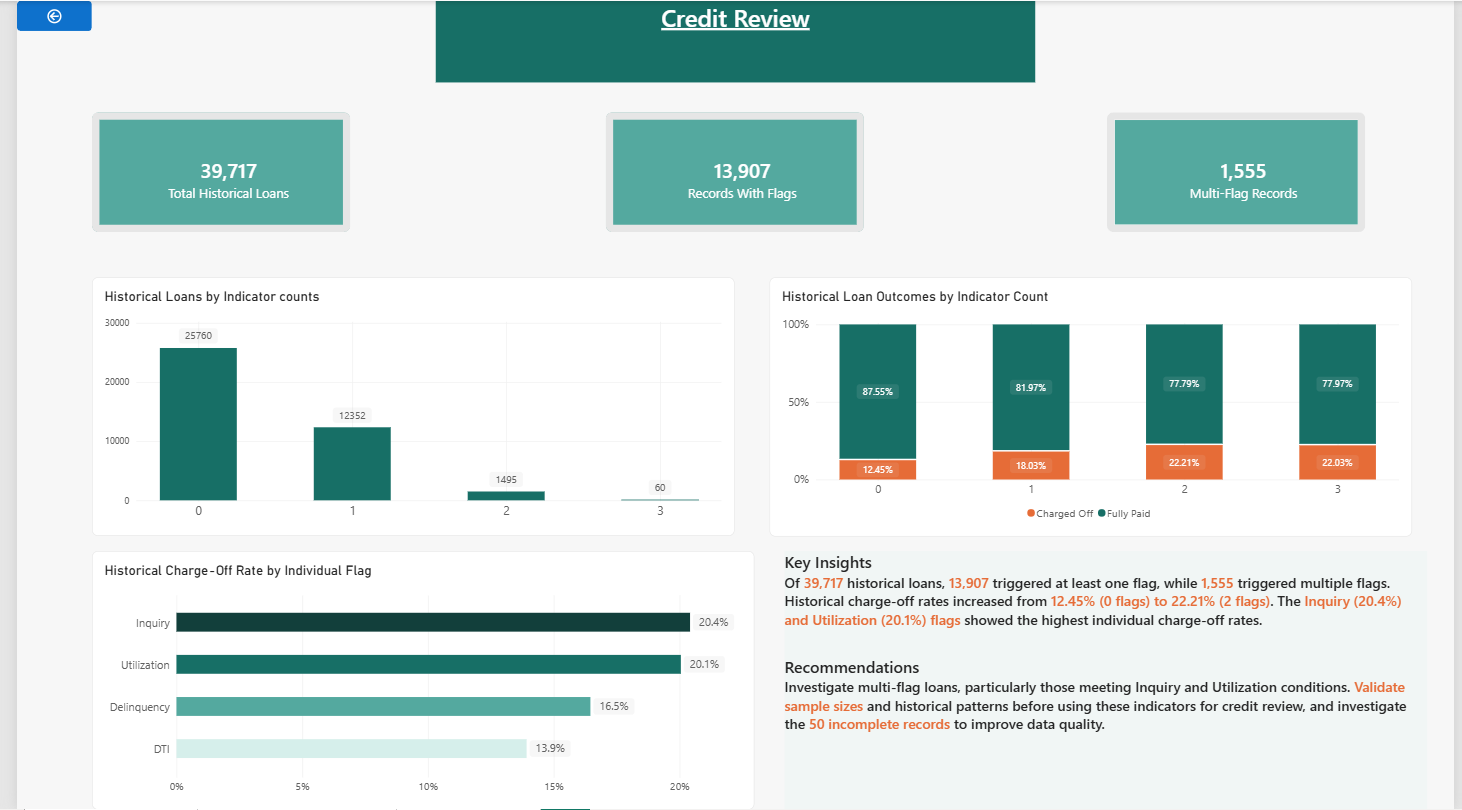 Credit Review
39,717
Total Historical Loans
13,907
Records With Flags
1,555
Multi-Flag Records
Historical Loans by Indicator counts
30000
20000
10000
0
25760
12352
1495
60
0
1
2
3
Historical Loan Outcomes by Indicator Count
100%
50%
0%
87.55%
81.97%
77.79%
77.97%
12.45%
18.03%
22.21%
22.03%
0
1
2
3
Charged Off
Fully Paid
Historical Charge-Off Rate by Individual Flag
Inquiry
20.4%
Utilization
20.1%
Delinquency
16.5%
DTI
13.9%
0%
5%
10%
15%
20%
Key Insights
Of 39,717 historical loans, 13,907 triggered at least one flag, while 1,555 triggered multiple flags.
Historical charge-off rates increased from 12.45% (0 flags) to 22.21% (2 flags). The Inquiry (20.4%)
and Utilization (20.1%) flags showed the highest individual charge-off rates.
Recommendations
Investigate multi-flag loans, particularly those meeting Inquiry and Utilization conditions. Validate
sample sizes and historical patterns before using these indicators for credit review, and investigate
the 50 incomplete records to improve data quality.